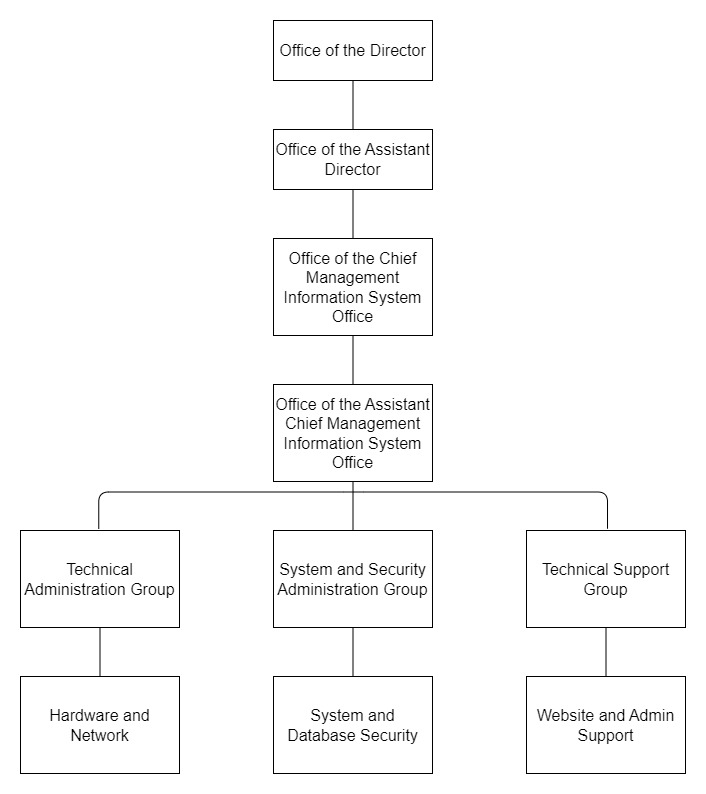 Office of the Director
Office of the Assistant
Director
Office of the Chief
Management
Information System
Office
Office of the Assistant
Chief Management
Information System
Office
Technical
Administration Group
System and Security
Administration Group
Technical Support
Group
Hardware and
Network
System and
Database Security
Website and Admin
Support